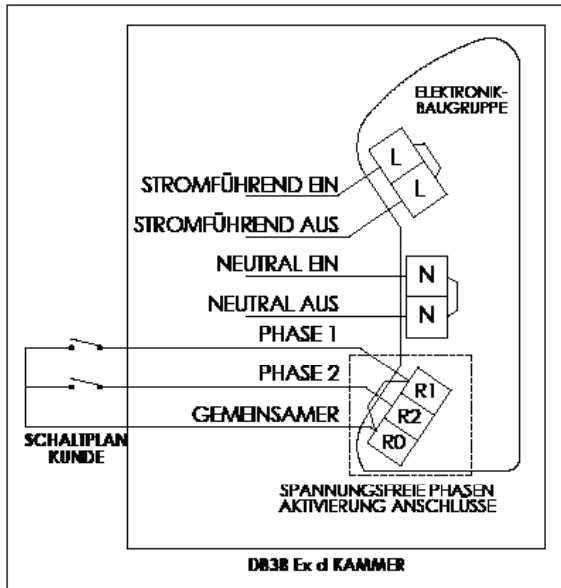 ELEKTRONIK-
BAUGRUPPE
L
STROMFÜHREND EIN
L
STROMFÜHREND AUS
NEUTRAL EIN
N
NEUTRAL AUS
N
PHASE 1
PHASE 2
R1
R2
GEMEINSAMER
R0
SCHALTPLAN
KUNDE
SPANNUNGSFREIE PHASEN
AKTIVIERUNG ANSCHLÜSSE
DB3B Ex d KAMMER